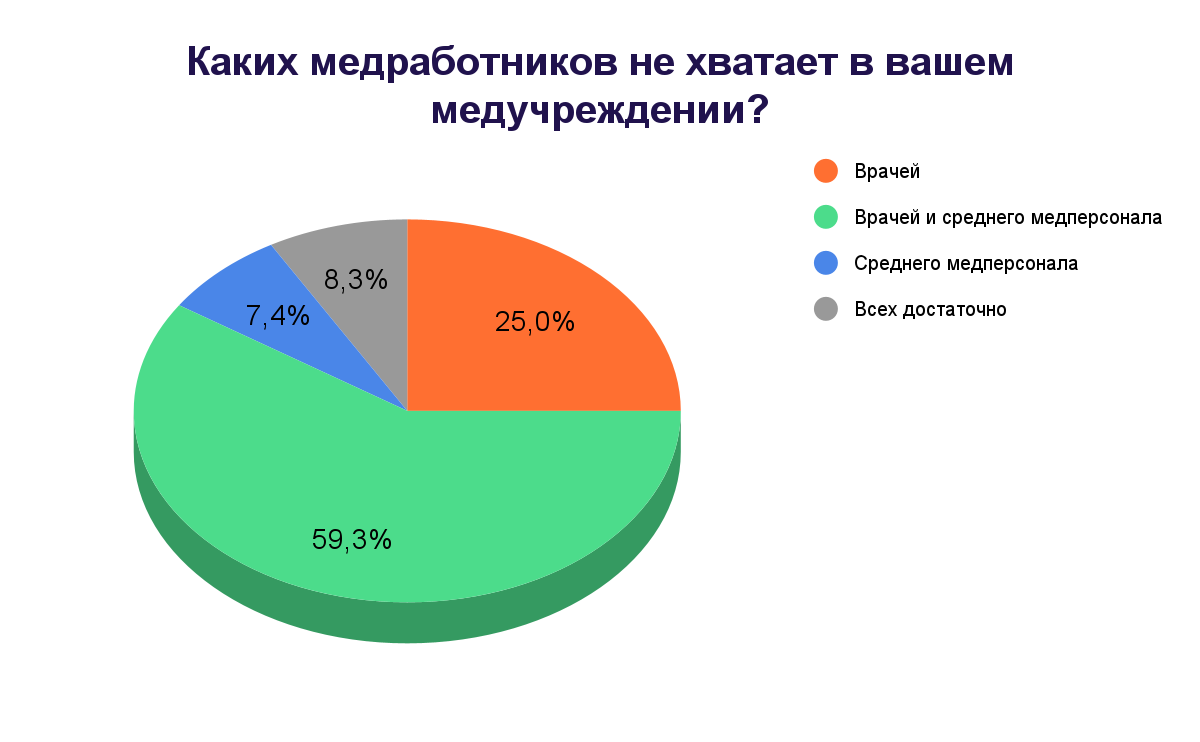 Каких медработников не хватает в вашем
медучреждении?
Врачей
Врачей и среднего медперсонала
Среднего медперсонала
Всех достаточно
8,3%
7,4%
25,0%
59,3%